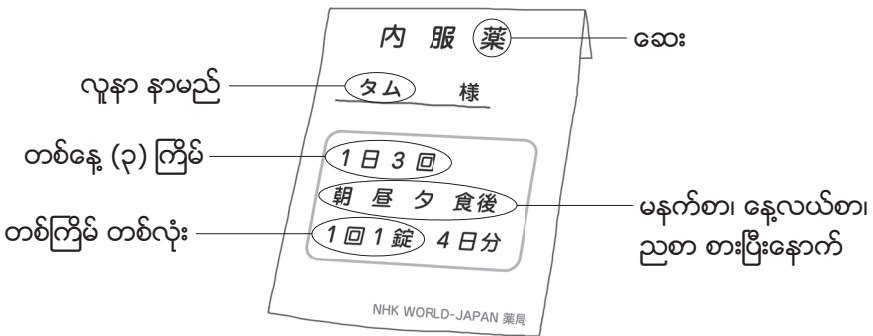 内服薬
ဆေး
လူနာ နာမည်
タム 様
တစ်နေ့ (၃) ကြိမ်
1日3回
朝 昼 夕 食後
မနက်စာ၊ နေ့လယ်စာ၊
ညစာ စားပြီးနောက်
တစ်ကြိမ် တစ်လုံး
1回1錠 4日分
NHK WORLD-JAPAN 薬局